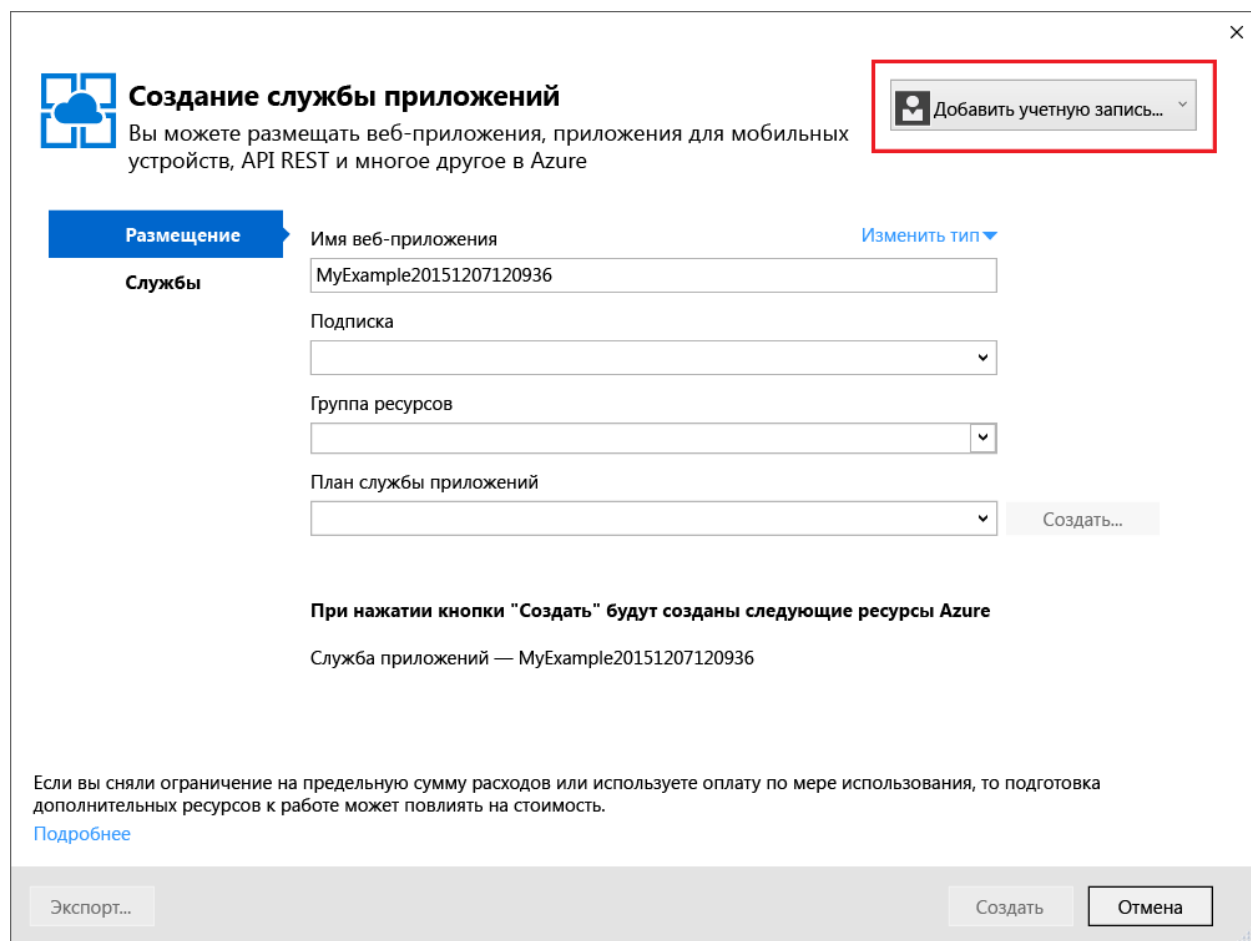 Создание службы приложений
Вы можете размещать веб-приложения, приложения для мобильных
устройств, API REST и многое другое в Azure
Добавить учетную запись...
Размещение
Службы
Имя веб-приложения
Изменить тип
MyExample20151207120936
Подписка
Группа ресурсов
План службы приложений
Создать...
При нажатии кнопки "Создать" будут созданы следующие ресурсы Azure
Служба приложений — MyExample20151207120936
Если вы сняли ограничение на предельную сумму расходов или используете оплату по мере использования, то подготовка
дополнительных ресурсов к работе может повлиять на стоимость.
Подробнее
Экспорт...
Создать
Отмена